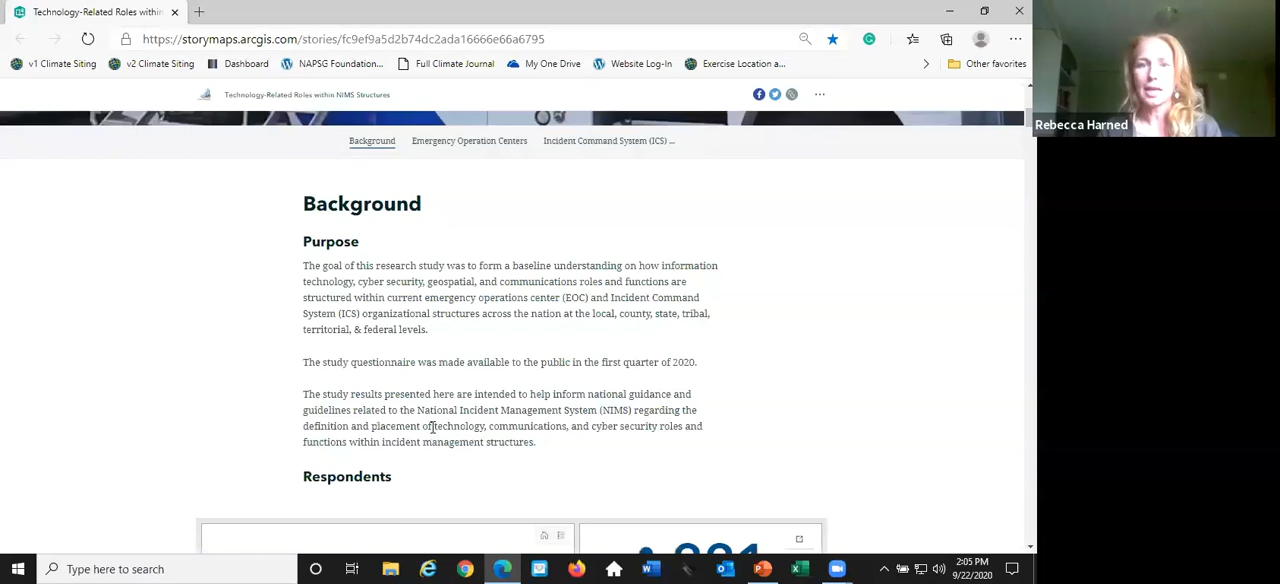 Technology-Related Roles within
https://storymaps.arcgis.com/stories/fc9ef9a5d2b74dc2ada16666e66a6795
v1 Climate Siting
v2 Climate Siting
Dashboard
NAPSG Foundation...
Full Climate Journal
My One Drive
Website Log-In
Exercise Location a...
Other favorites
Technology-Related Roles within NIMS Structures
Rebecca Harned
Background
Emergency Operation Centers
Incident Command System (ICS) ...
Background
Purpose
The goal of this research study was to form a baseline understanding on how information
technology, cyber security, geospatial, and communications roles and functions are
structured within current emergency operations center (EOC) and Incident Command
System (ICS) organizational structures across the nation at the local, county, state, tribal,
territorial, & federal levels.
The study questionnaire was made available to the public in the first quarter of 2020.
The study results presented here are intended to help inform national guidance and
guidelines related to the National Incident Management System (NIMS) regarding the
definition and placement of technology, communications, and cyber security roles and
functions within incident management structures.
Respondents
Type here to search
2:05 PM
9/22/2020